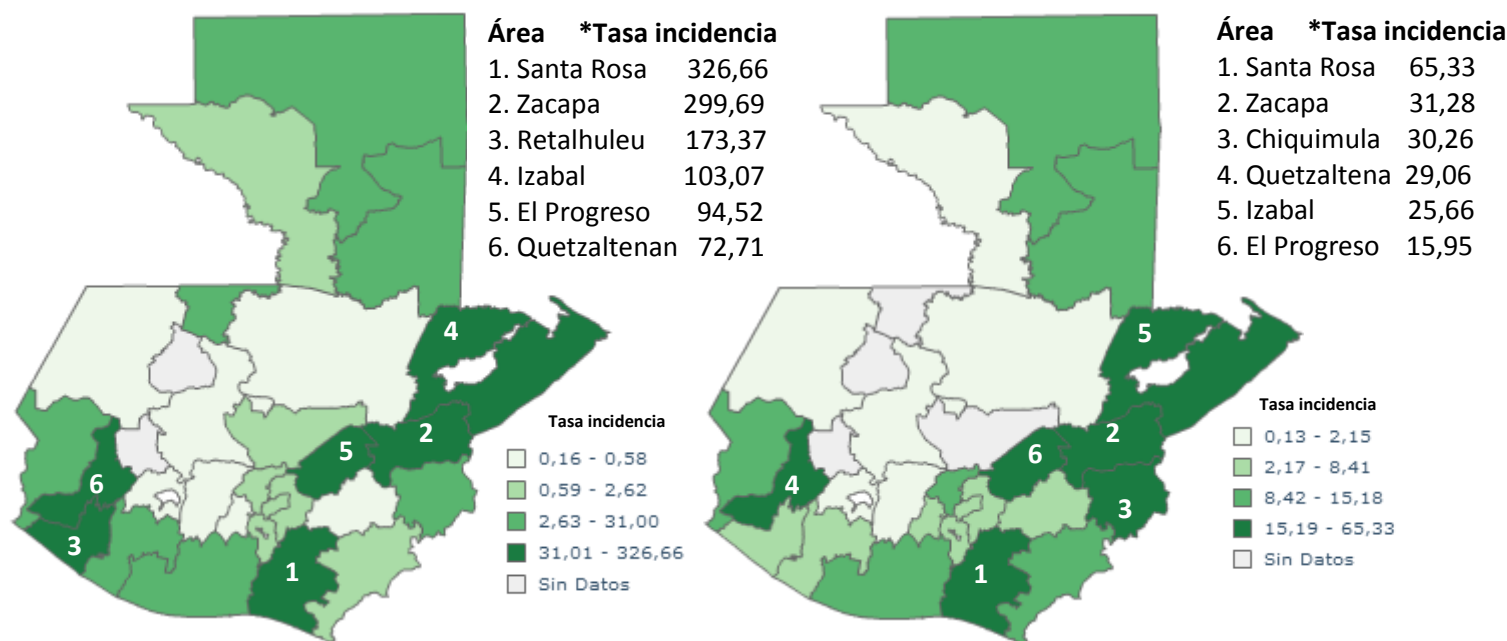 Área *Tasa incidencia
1. Santa Rosa 326,66
2. Zacapa 299,69
3. Retalhuleu 173,37
4. Izabal 103,07
5. El Progreso 94,52
6. Quetzaltenan 72,71
4
2
5
6
3
1
Tasa incidencia
0,16 - 0,58
0,59 - 2,62
2,63 - 31,00
31,01 - 326,66
Sin Datos
Área *Tasa incidencia
1. Santa Rosa 65,33
2. Zacapa 31,28
3. Chiquimula 30,26
4. Quetzaltena 29,06
5. Izabal 25,66
6. El Progreso 15,95
5
2
6
4
3
1
Tasa incidencia
0,13 - 2,15
2,17 - 8,41
8,42 - 15,18
15,19 - 65,33
Sin Datos